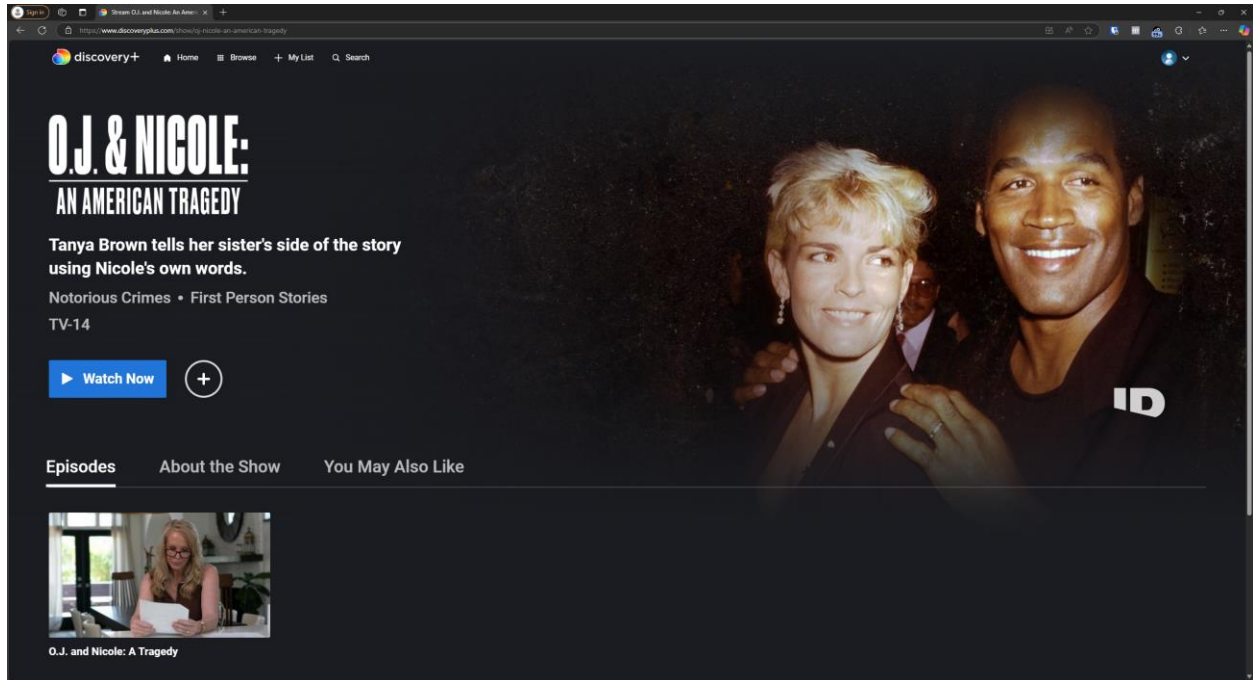 Sign in
Stream O.J. and Nicole: An Ameri
https://www.discoveryplus.com/show/oj-nicole-an-american-tragedy
discovery+ Home Browse My List Search
O.J. & NICOLE:
AN AMERICAN TRAGEDY
Tanya Brown tells her sister's side of the story
using Nicole's own words.
Notorious Crimes • First Person Stories
TV-14
Watch Now
ID
Episodes About the Show You May Also Like
O.J. and Nicole: A Tragedy